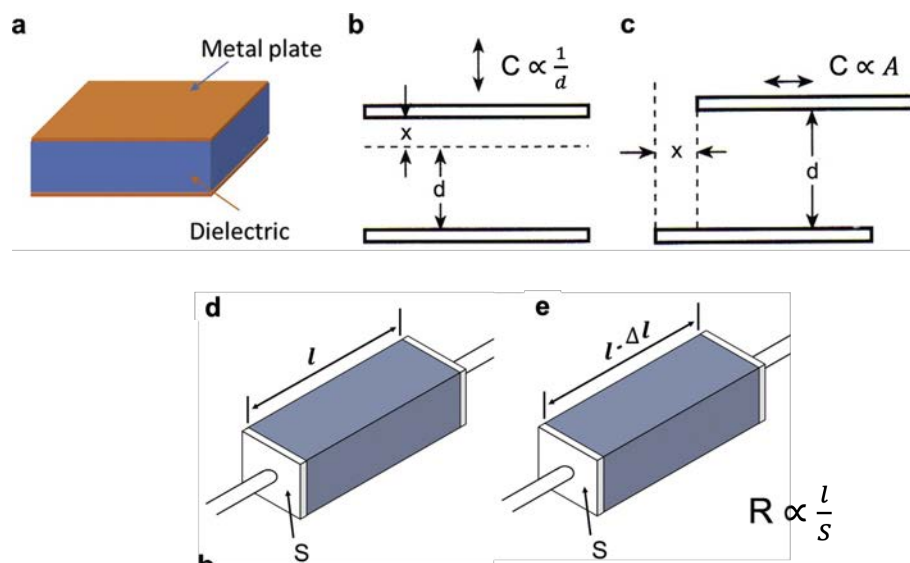 a
Metal plate
Dielectric
b
C ∝ 1/d
x
d
c
C ∝ A
x
d
d
l
S
e
l-Δl
S
R ∝ l/S